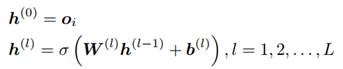 h^{(0)} = o_i
h^{(l)} = σ ( W^{(l)} h^{(l−1)} + b^{(l)} ) , l = 1, 2, . . . , L